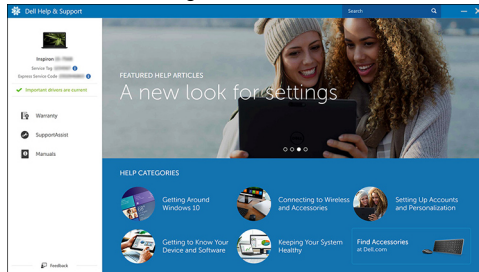 Dell Help & Support
Search
Inspiron
Service Tag
Express Service Code
Important drivers are current
Warranty
SupportAssist
Manuals
Feedback
FEATURED HELP ARTICLES
A new look for settings
HELP CATEGORIES
Getting Around
Windows 10
Connecting to Wireless
and Accessories
Setting Up Accounts
and Personalization
Getting to Know Your
Device and Software
Keeping Your System
Healthy
Find Accessories
at Dell.com